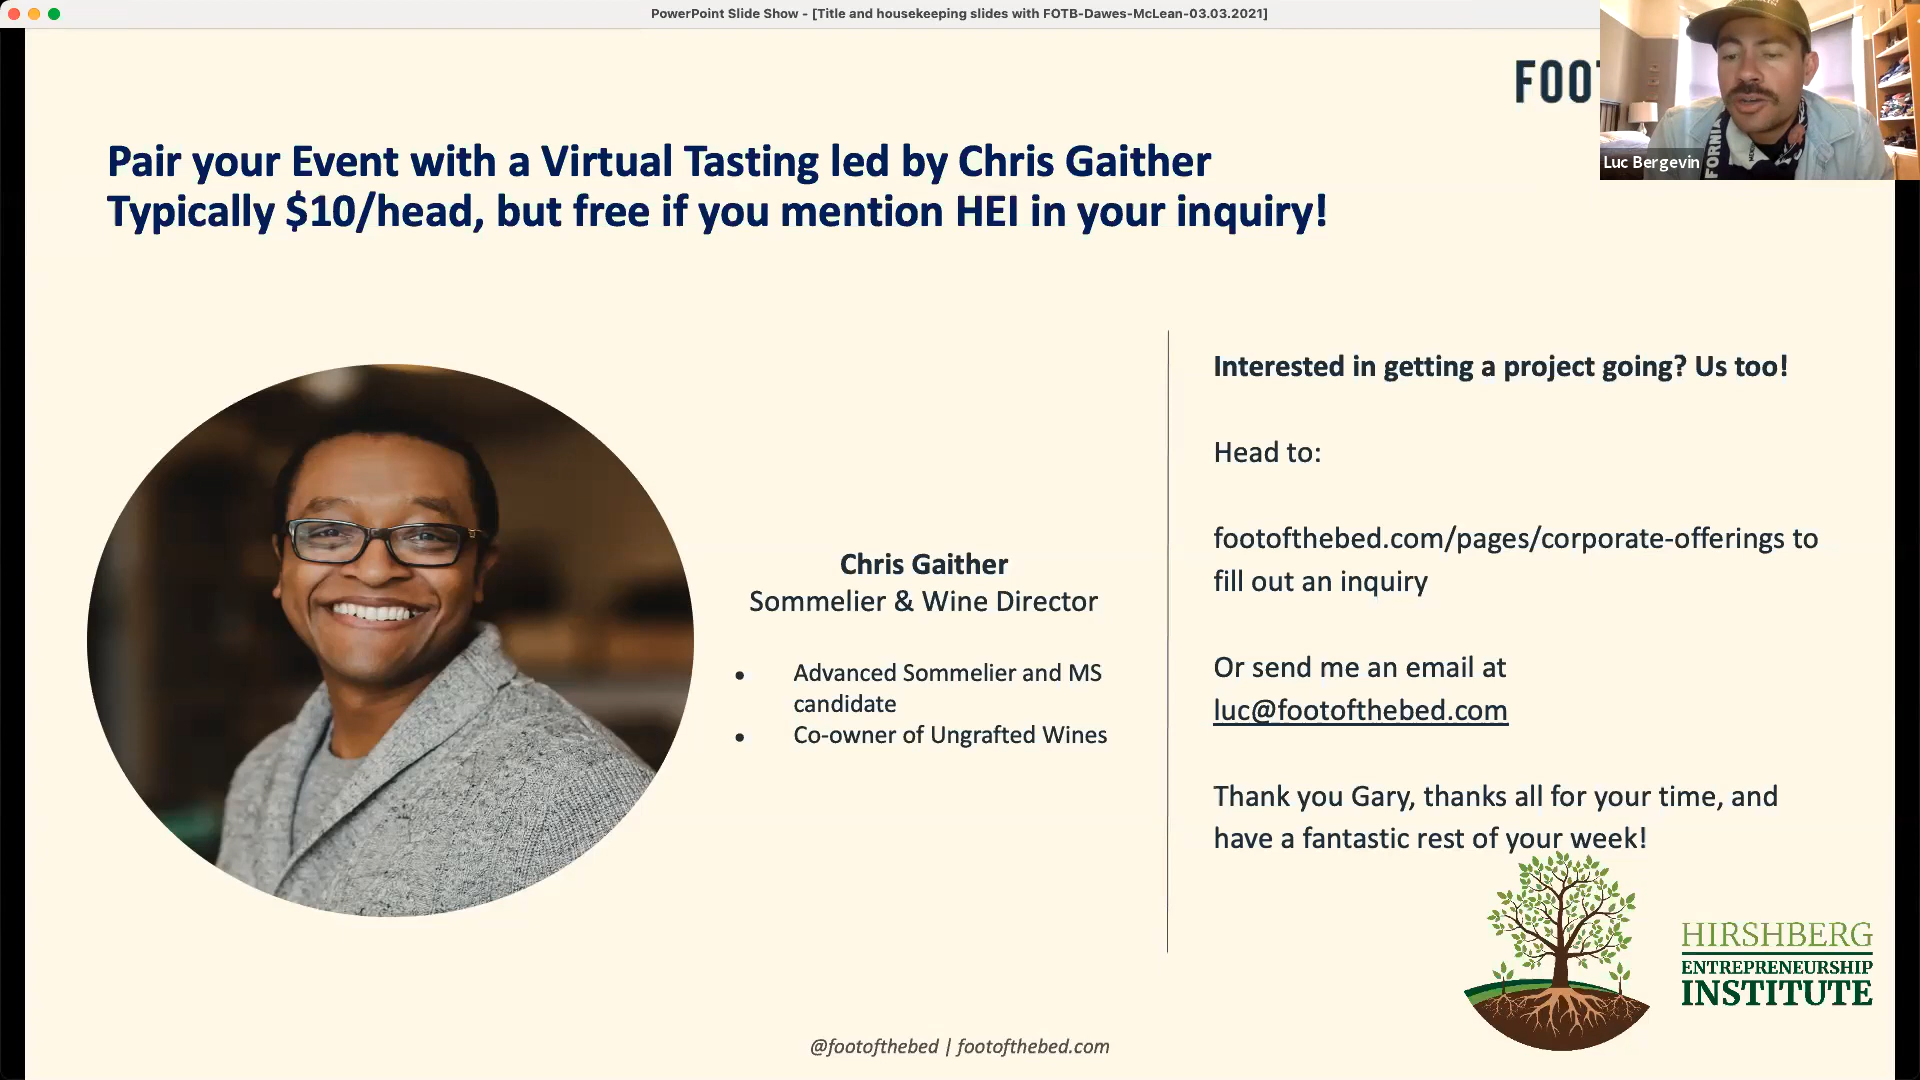 PowerPoint Slide Show - [Title and housekeeping slides with FOTB-Dawes-McLean-03.03.2021]
FOO
Luc Bergevin
Pair your Event with a Virtual Tasting led by Chris Gaither
Typically $10/head, but free if you mention HEI in your inquiry!
Chris Gaither
Sommelier & Wine Director
• Advanced Sommelier and MS
candidate
• Co-owner of Ungrafted Wines
Interested in getting a project going? Us too!
Head to:
footofthebed.com/pages/corporate-offerings to
fill out an inquiry
Or send me an email at
luc@footofthebed.com
Thank you Gary, thanks all for your time, and
have a fantastic rest of your week!
HIRSHBERG
ENTREPRENEURSHIP
INSTITUTE
@footofthebed | footofthebed.com